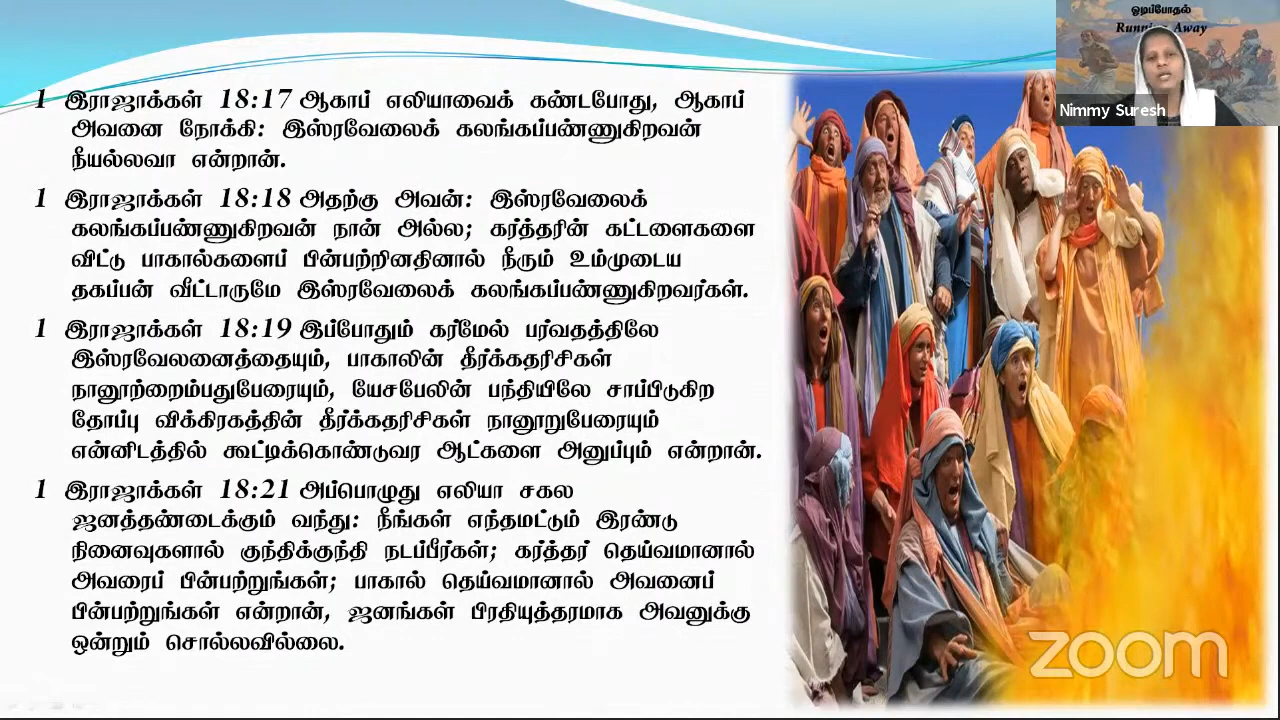 1 இராஜாக்கள் 18:17 ஆகாப் எலியாவைக் கண்டபோது, ஆகாப்
அவனை நோக்கி: இஸ்ரவேலைக் கலங்கப்பண்ணுகிறவன்
நீயல்லவா என்றான்.
1 இராஜாக்கள் 18:18 அதற்கு அவன்: இஸ்ரவேலைக்
கலங்கப்பண்ணுகிறவன் நான் அல்ல; கர்த்தரின் கட்டளைகளை
விட்டு பாகால்களைப் பின்பற்றினதினால் நீரும் உம்முடைய
தகப்பன் வீட்டாருமே இஸ்ரவேலைக் கலங்கப்பண்ணுகிறவர்கள்.
1 இராஜாக்கள் 18:19 இப்போதும் கர்மேல் பர்வதத்திலே
இஸ்ரவேலனைத்தையும், பாகாலின் தீர்க்கதரிசிகள்
நானூற்றைம்பதுபேரையும், யேசபேலின் பந்தியிலே சாப்பிடுகிற
தோப்பு விக்கிரகத்தின் தீர்க்கதரிசிகள் நானூறுபேரையும்
என்னிடத்தில் கூட்டிக்கொண்டுவர ஆட்களை அனுப்பும் என்றான்.
1 இராஜாக்கள் 18:21 அப்பொழுது எலியா சகல
ஜனத்தண்டைக்கும் வந்து: நீங்கள் எந்தமட்டும் இரண்டு
நினைவுகளால் குந்திக்குந்தி நடப்பீர்கள்; கர்த்தர் தெய்வமானால்
அவரைப் பின்பற்றுங்கள்; பாகால் தெய்வமானால் அவனைப்
பின்பற்றுங்கள் என்றான், ஜனங்கள் பிரதியுத்தரமாக அவனுக்கு
ஒன்றும் சொல்லவில்லை.
ஓடிப்போதல்
Running Away
Nimmy Suresh
zoom